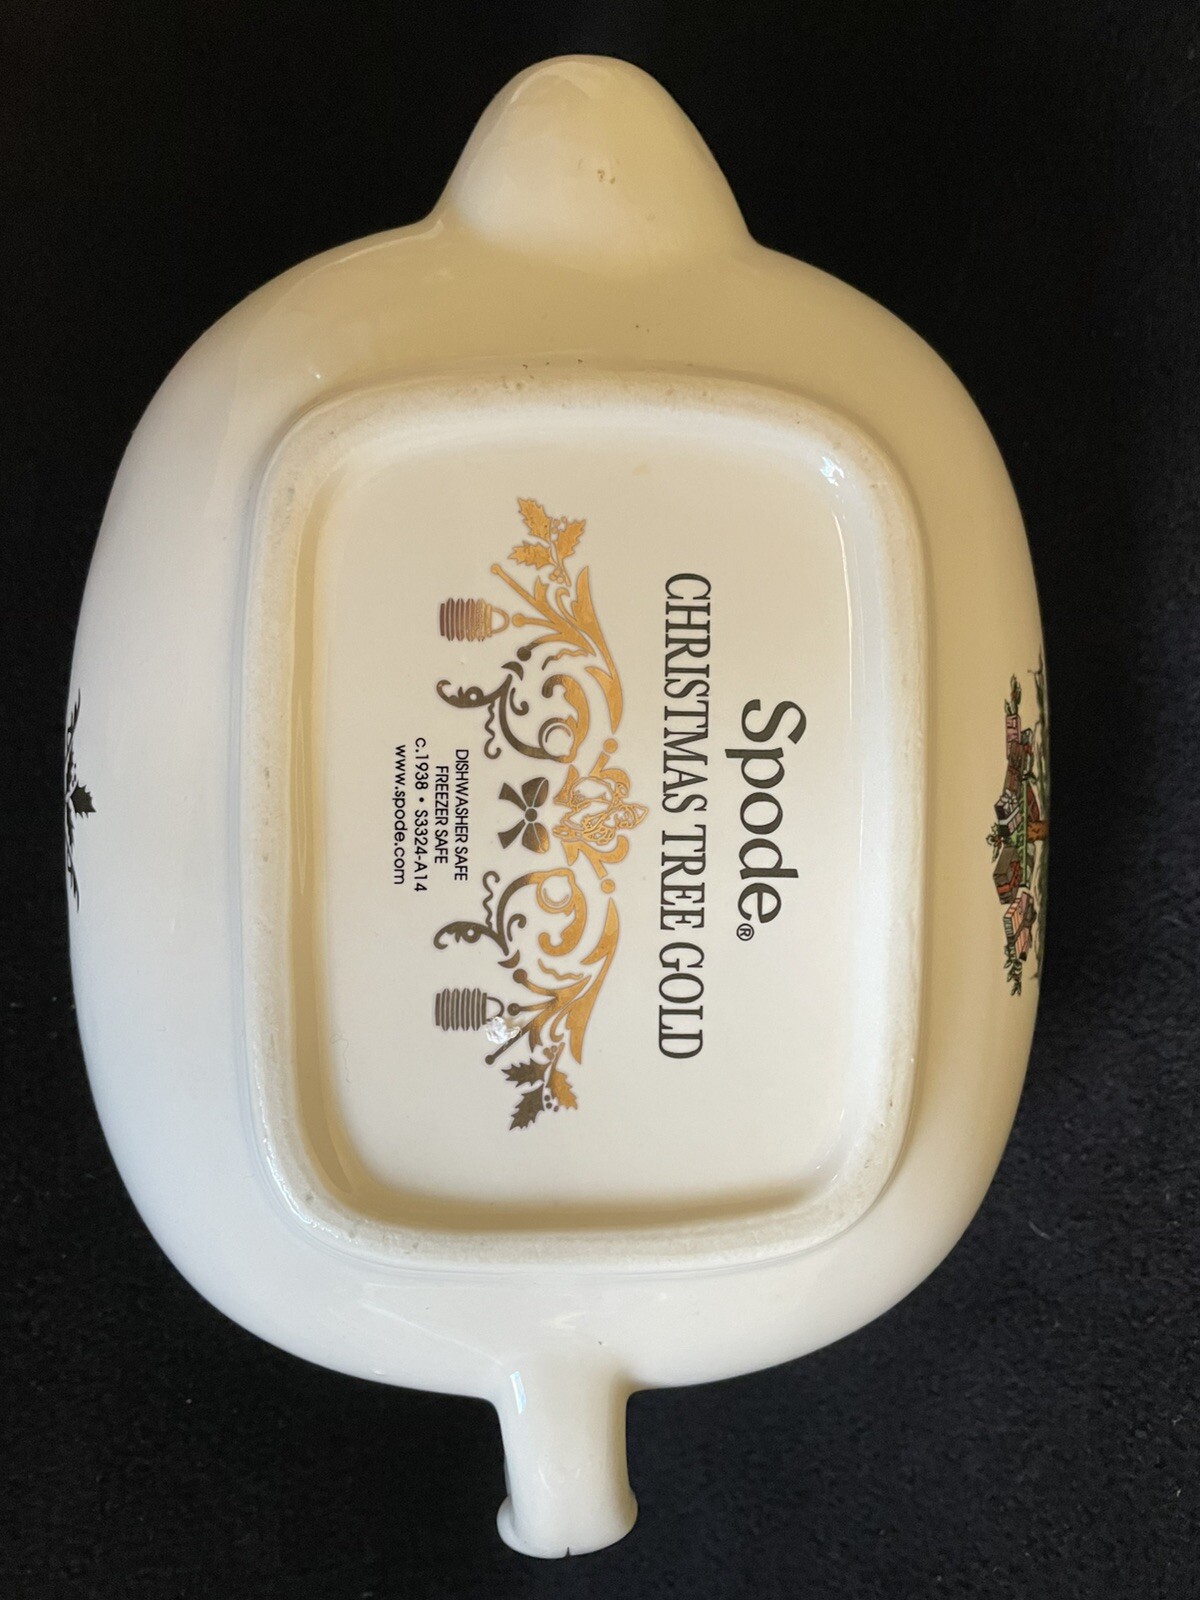 Spode®
CHRISTMAS TREE GOLD
DISHWASHER SAFE
FREEZER SAFE
c.1938 • S3324-A14
www.spode.com